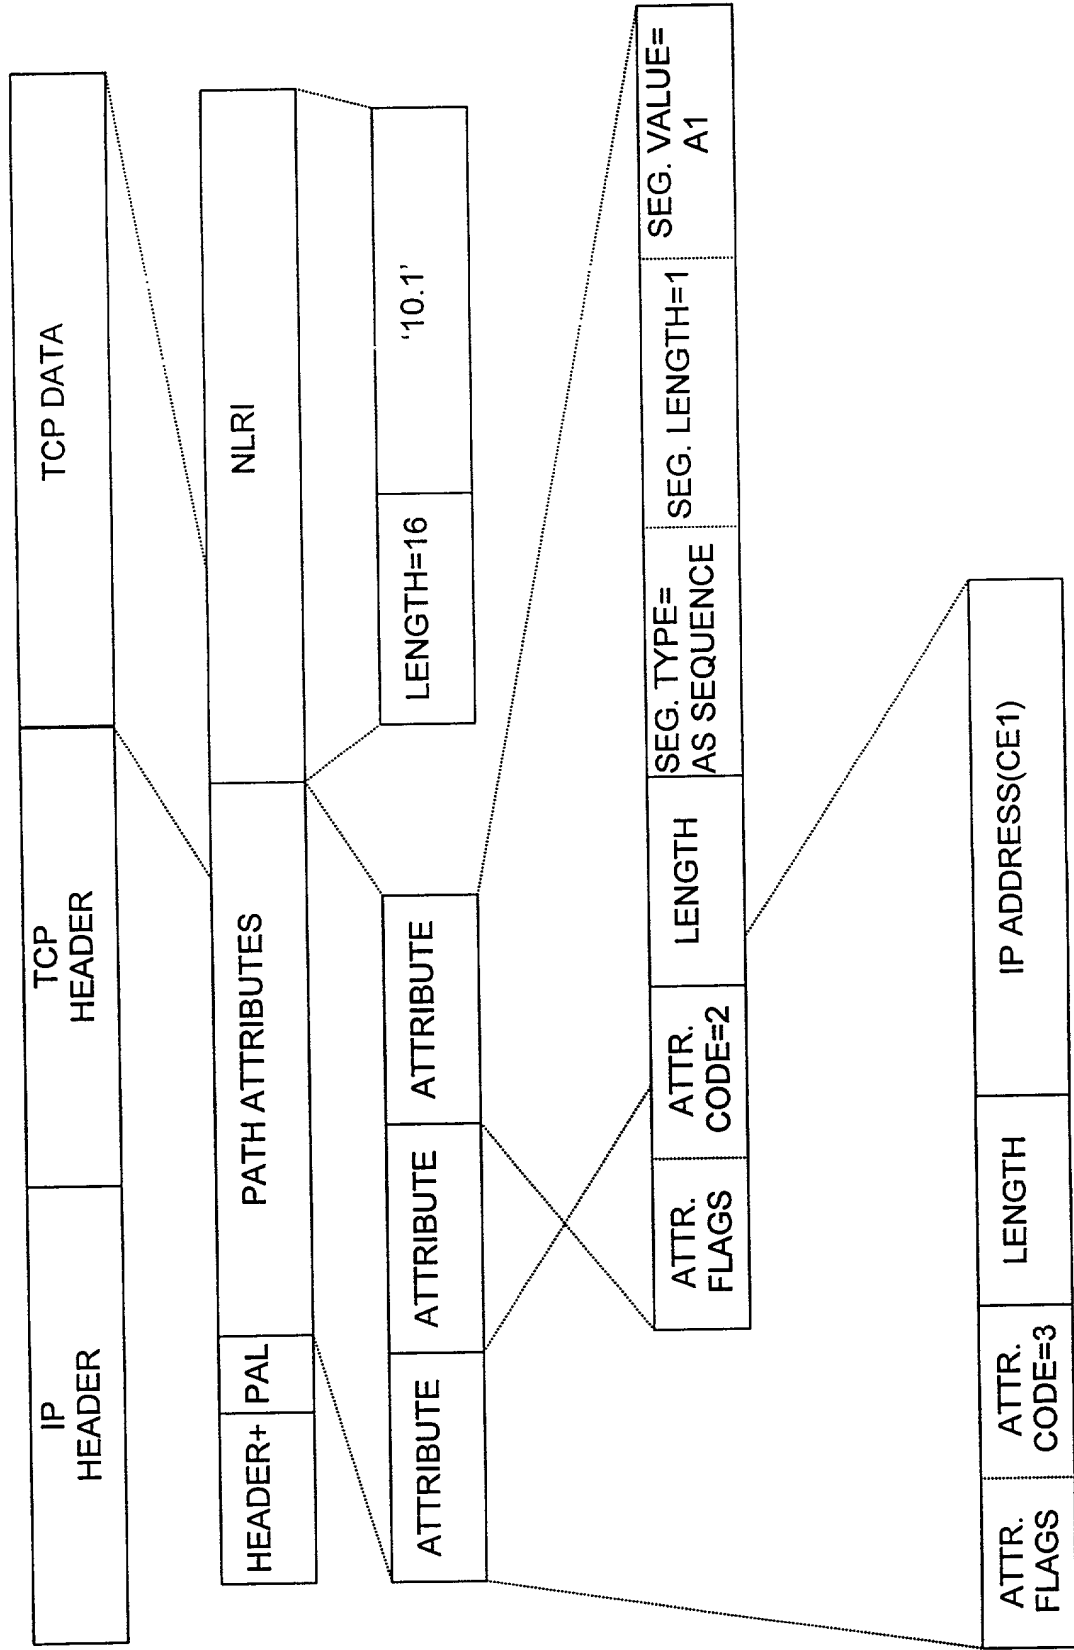 IP
HEADER
TCP
HEADER
TCP DATA
HEADER+
PAL
PATH ATTRIBUTES
NLRI
ATTRIBUTE
ATTRIBUTE
ATTRIBUTE
LENGTH=16
‘10.1’
ATTR.
FLAGS
ATTR.
CODE=2
LENGTH
SEG. TYPE=
AS SEQUENCE
SEG. LENGTH=1
SEG. VALUE=
A1
ATTR.
FLAGS
ATTR.
CODE=3
LENGTH
IP ADDRESS(CE1)